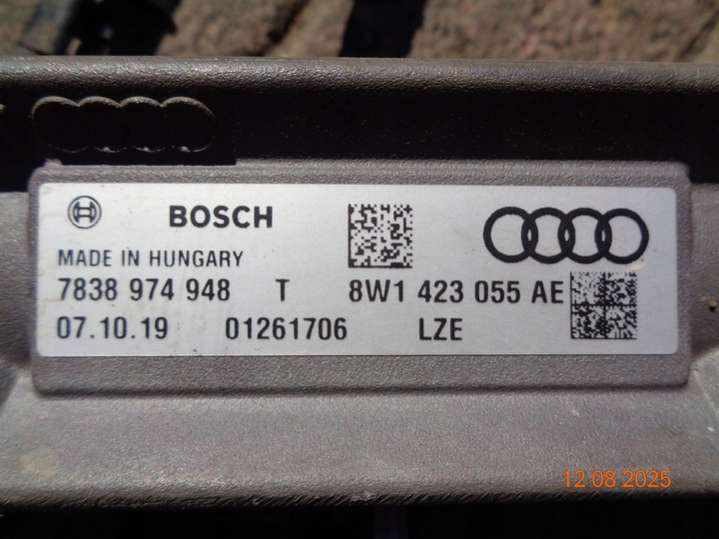 BOSCH
MADE IN HUNGARY
7838 974 948 T 8W1 423 055 AE
07.10.19 01261706 LZE
12.08.2025